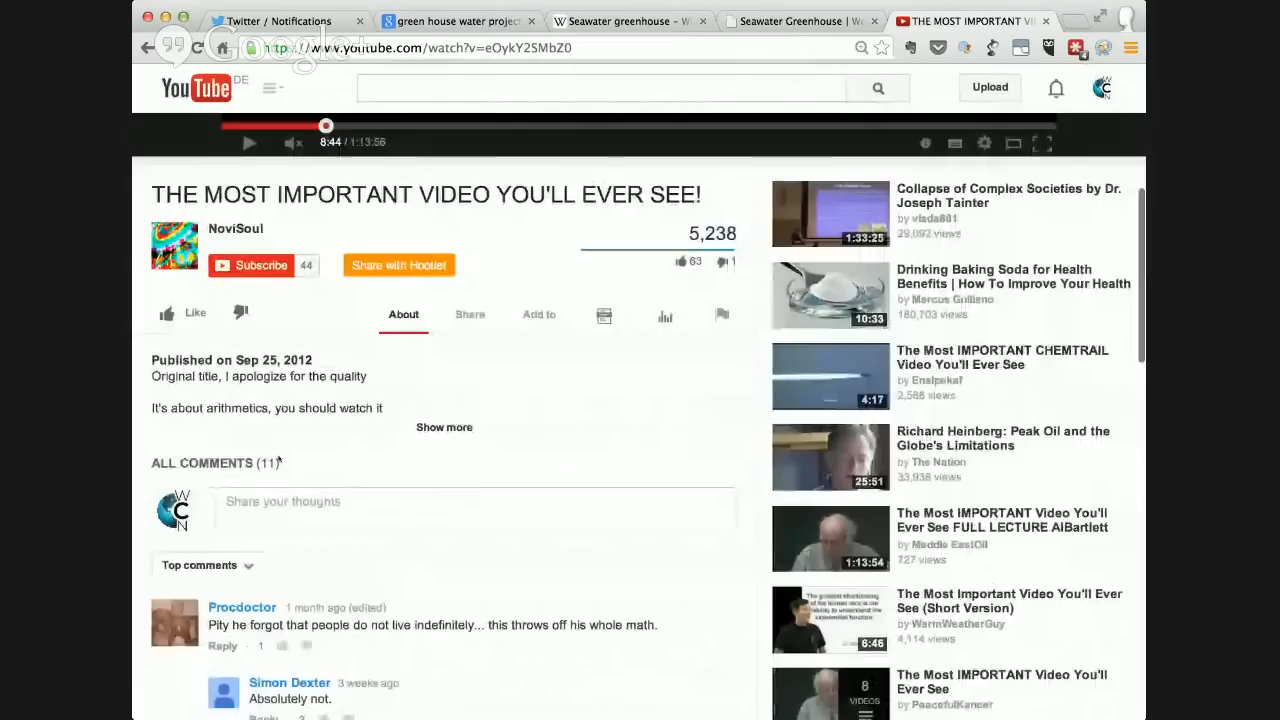 Twitter / Notifications
green house water project
Seawater greenhouse – W
Seawater Greenhouse | We
THE MOST IMPORTANT VI
Google+
https://www.youtube.com/watch?v=eOykY2SMbZ0
4
YouTube DE
Upload
8:44 / 1:13:56
THE MOST IMPORTANT VIDEO YOU'LL EVER SEE!
NoviSoul
Subscribe 44
Share with Hootlet
5,238
63 1
Like
About Share Add to
Published on Sep 25, 2012
Original title, I apologize for the quality
It's about arithmetics, you should watch it
Show more
ALL COMMENTS (11)
W
C
N
Share your thoughts
Top comments
Procdoctor 1 month ago (edited)
Pity he forgot that people do not live indefinitely... this throws off his whole math.
Reply · 1
Simon Dexter 3 weeks ago
Absolutely not.
Reply
Collapse of Complex Societies by Dr.
Joseph Tainter
by vlada881
29,092 views
1:33:25
Drinking Baking Soda for Health
Benefits | How To Improve Your Health
by Marcus Guiliano
180,703 views
10:33
The Most IMPORTANT CHEMTRAIL
Video You'll Ever See
by
2,588 views
4:17
Richard Heinberg: Peak Oil and the
Globe's Limitations
by The Nation
33,938 views
25:51
The Most IMPORTANT Video You'll
Ever See FULL LECTURE AlBartlett
by Meddle EastOil
727 views
1:13:54
The Most Important Video You'll Ever
See (Short Version)
by WarmWeatherGuy
4,114 views
6:46
The Most IMPORTANT Video You'll
Ever See
by
8
VIDEOS